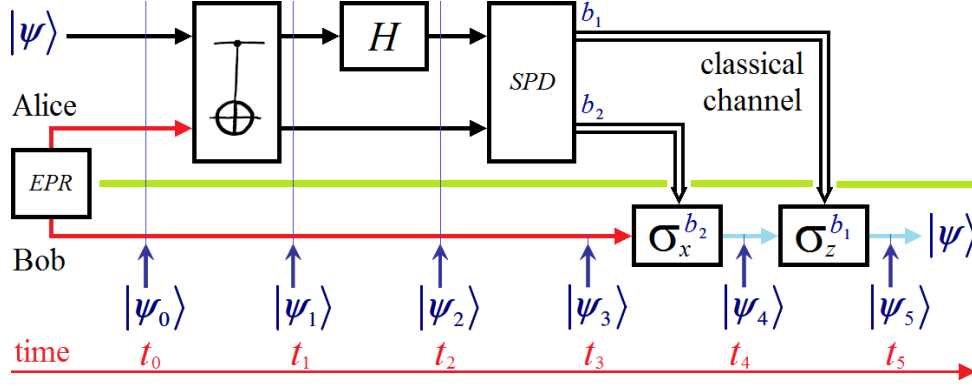 |ψ⟩ H b₁
SPD classical
channel
Alice b₂
EPR
Bob σₓ^b₂ σ_z^b₁ |ψ⟩
|ψ₀⟩ |ψ₁⟩ |ψ₂⟩ |ψ₃⟩ |ψ₄⟩ |ψ₅⟩
time t₀ t₁ t₂ t₃ t₄ t₅